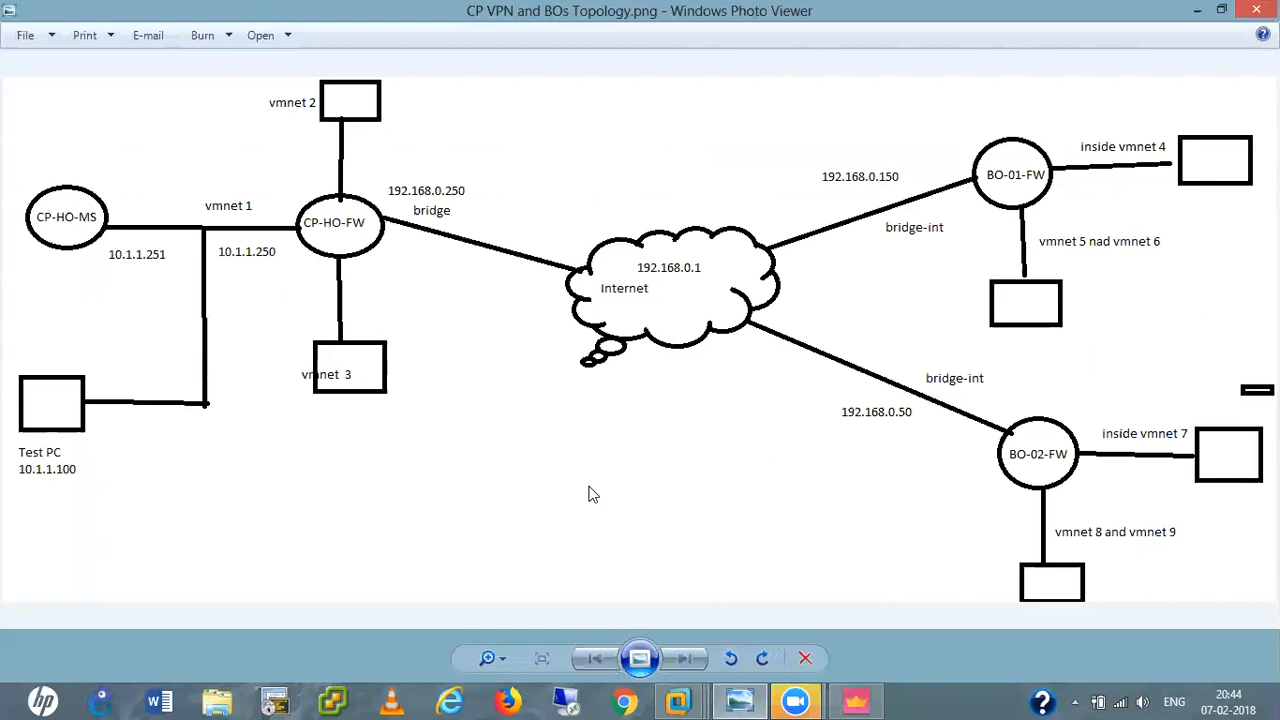 CP VPN and BOs Topology.png - Windows Photo Viewer
File Print E-mail Burn Open
vmnet 2
CP-HO-MS
vmnet 1
10.1.1.251
10.1.1.250
CP-HO-FW
192.168.0.250
bridge
vmnet 3
Test PC
10.1.1.100
192.168.0.1
Internet
192.168.0.150
bridge-int
BO-01-FW
inside vmnet 4
vmnet 5 nad vmnet 6
bridge-int
192.168.0.50
BO-02-FW
inside vmnet 7
vmnet 8 and vmnet 9
ENG
20:44
07-02-2018